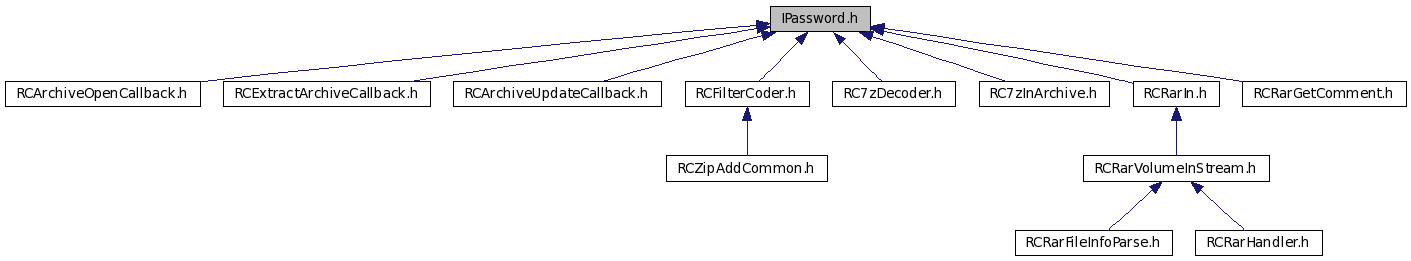 IPassword.h
RCArchiveOpenCallback.h
RCExtractArchiveCallback.h
RCArchiveUpdateCallback.h
RCFilterCoder.h
RC7zDecoder.h
RC7zInArchive.h
RCRarIn.h
RCRarGetComment.h
RCZipAddCommon.h
RCRarVolumeInStream.h
RCRarFileInfoParse.h
RCRarHandler.h